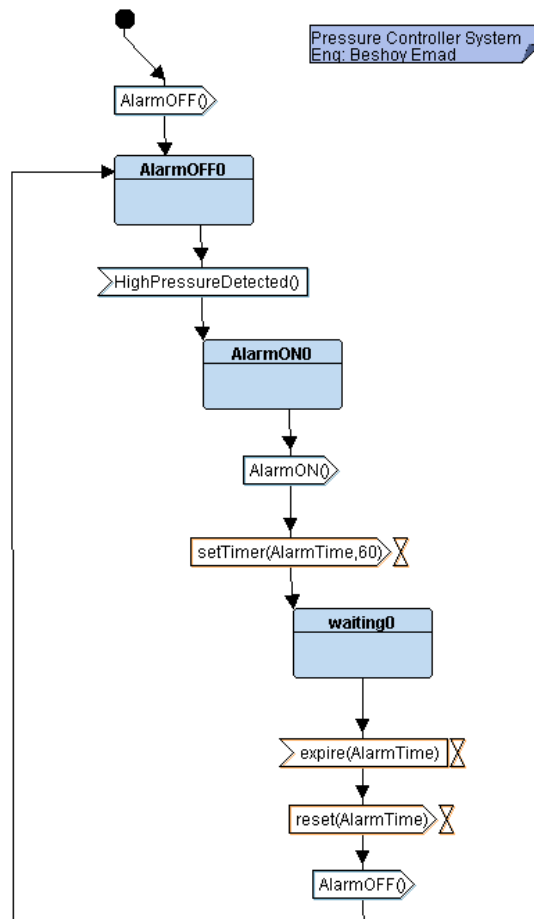 Pressure Controller System
Eng: Beshoy Emad
AlarmOFF()
AlarmOFF0
HighPressureDetected()
AlarmON0
AlarmON()
setTimer(AlarmTime,60)
waiting0
expire(AlarmTime)
reset(AlarmTime)
AlarmOFF()